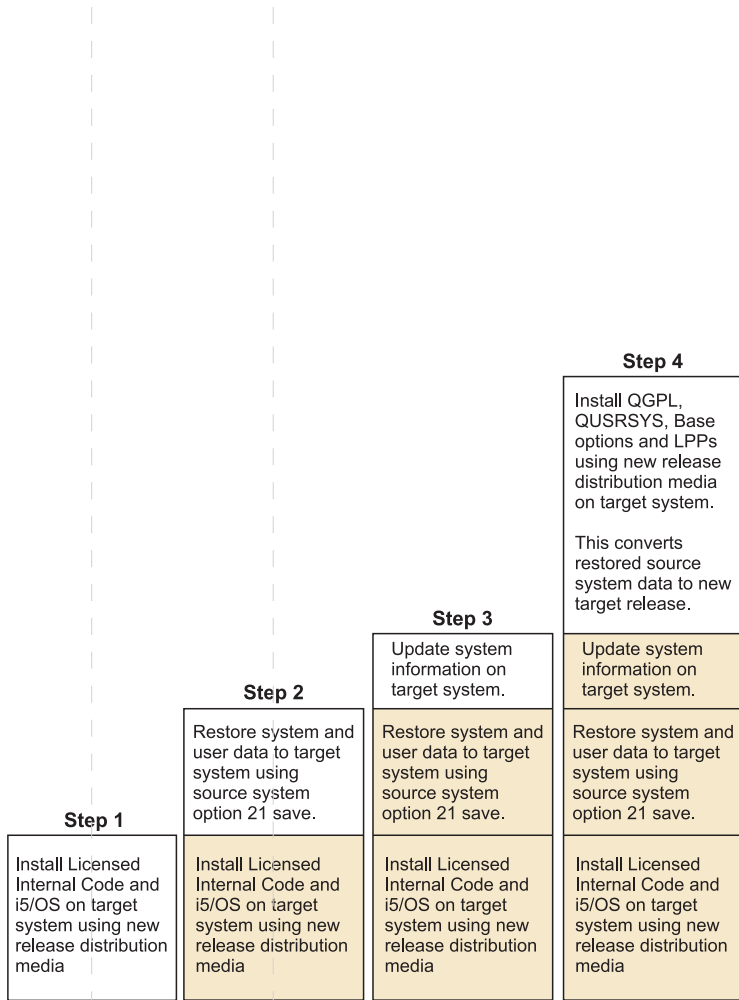 Step 1
Install Licensed
Internal Code and
i5/OS on target
system using new
release distribution
media
Step 2
Restore system and
user data to target
system using
source system
option 21 save.
Install Licensed
Internal Code and
i5/OS on target
system using new
release distribution
media
Step 3
Update system
information on
target system.
Restore system and
user data to target
system using
source system
option 21 save.
Install Licensed
Internal Code and
i5/OS on target
system using new
release distribution
media
Step 4
Install QGPL,
QUSRSYS, Base
options and LPPs
using new release
distribution media
on target system.
This converts
restored source
system data to new
target release.
Update system
information on
target system.
Restore system and
user data to target
system using
source system
option 21 save.
Install Licensed
Internal Code and
i5/OS on target
system using new
release distribution
media